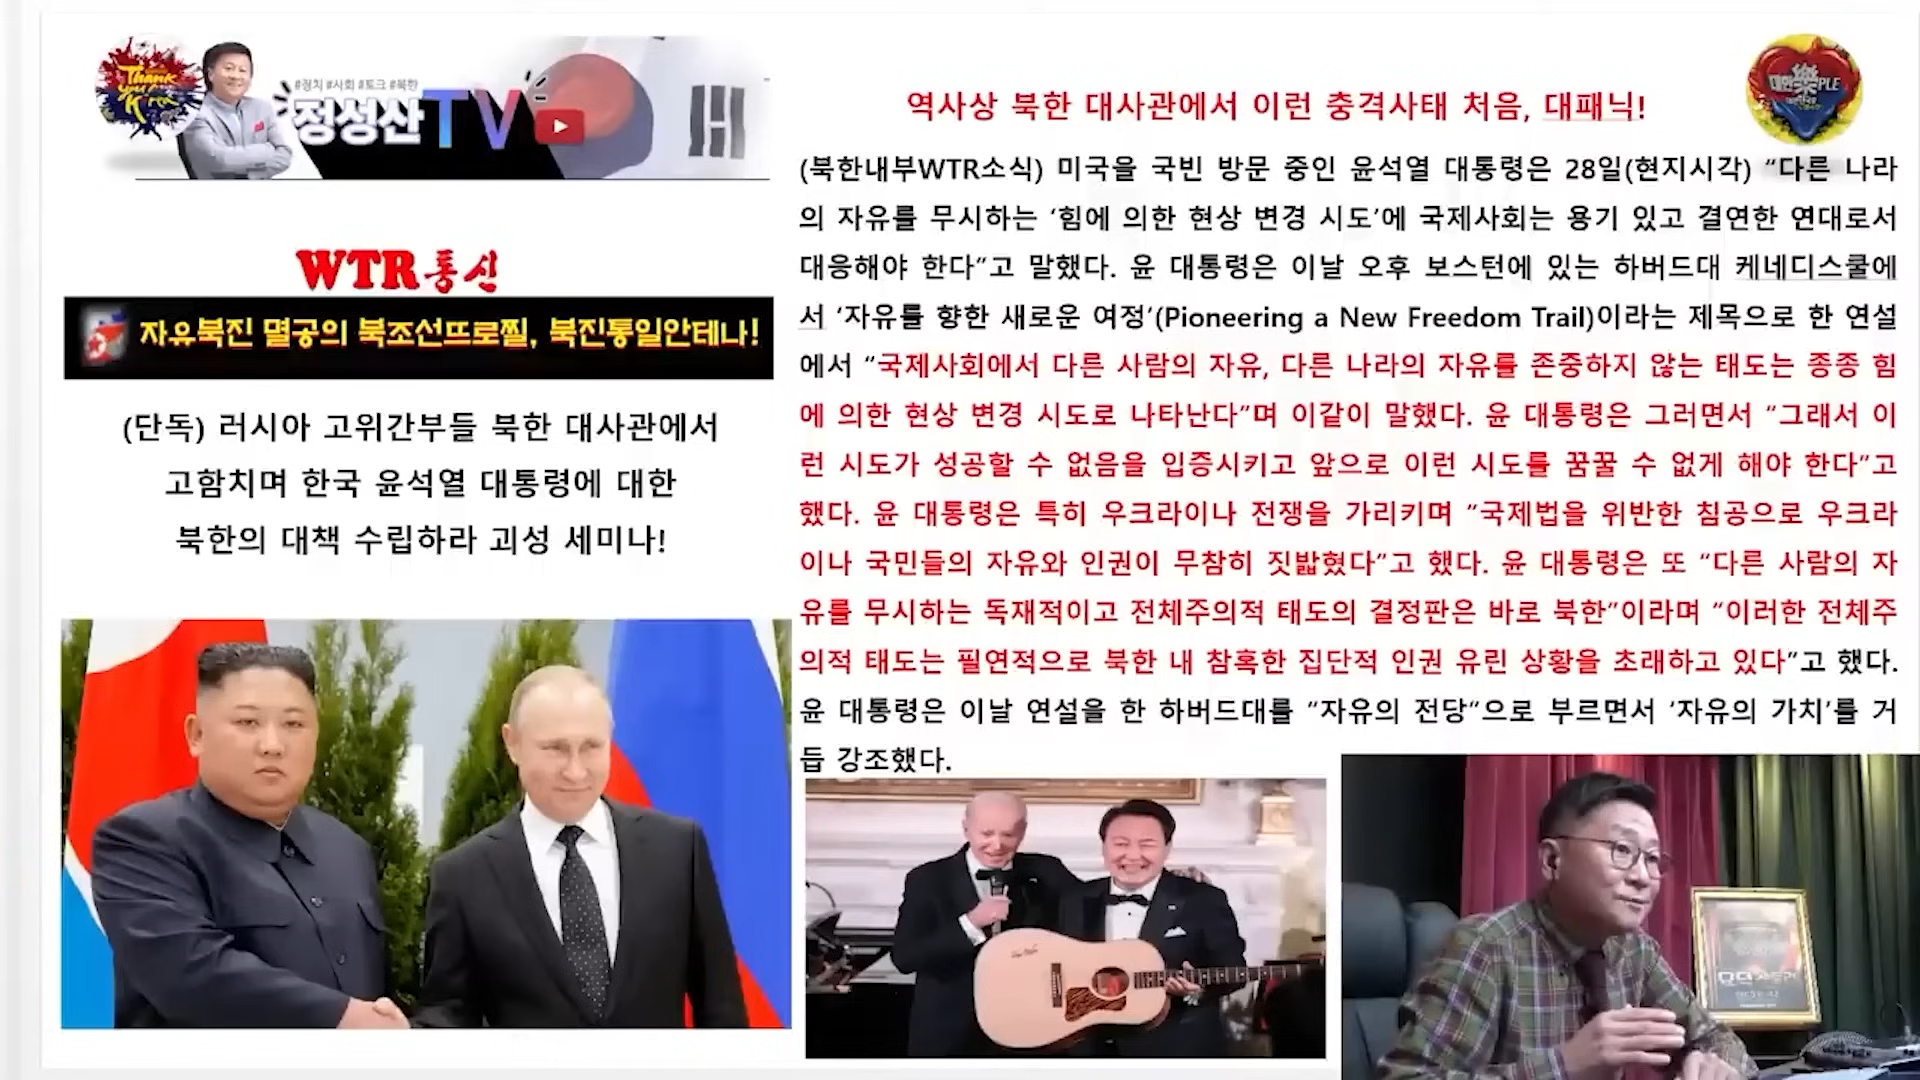 Thank
you
#정치 #사회 #토크 #북한
정성산TV
WTR통신
자유북진 멸공의 북조선뜨로찔, 북진통일안테나!
(단독) 러시아 고위간부들 북한 대사관에서
고함치며 한국 윤석열 대통령에 대한
북한의 대책 수립하라 괴성 세미나!
역사상 북한 대사관에서 이런 충격사태 처음, 대패닉!
(북한내부WTR소식) 미국을 국빈 방문 중인 윤석열 대통령은 28일(현지시각) “다른 나라
의 자유를 무시하는 ‘힘에 의한 현상 변경 시도’에 국제사회는 용기 있고 결연한 연대로서
대응해야 한다”고 말했다. 윤 대통령은 이날 오후 보스턴에 있는 하버드대 케네디스쿨에
서 ‘자유를 향한 새로운 여정’(Pioneering a New Freedom Trail)이라는 제목으로 한 연설
에서 “국제사회에서 다른 사람의 자유, 다른 나라의 자유를 존중하지 않는 태도는 종종 힘
에 의한 현상 변경 시도로 나타난다”며 이같이 말했다. 윤 대통령은 그러면서 “그래서 이
런 시도가 성공할 수 없음을 입증시키고 앞으로 이런 시도를 꿈꿀 수 없게 해야 한다”고
했다. 윤 대통령은 특히 우크라이나 전쟁을 가리키며 ”국제법을 위반한 침공으로 우크라
이나 국민들의 자유와 인권이 무참히 짓밟혔다”고 했다. 윤 대통령은 또 “다른 사람의 자
유를 무시하는 독재적이고 전체주의적 태도의 결정판은 바로 북한”이라며 “이러한 전체주
의적 태도는 필연적으로 북한 내 참혹한 집단적 인권 유린 상황을 초래하고 있다”고 했다.
윤 대통령은 이날 연설을 한 하버드대를 “자유의 전당”으로 부르면서 ‘자유의 가치’를 거
듭 강조했다.